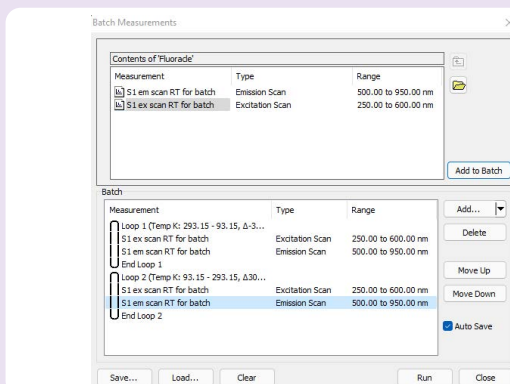 Batch Measurements
Contents of 'Fluoracle'
Measurement Type Range
S1 em scan RT for batch Emission Scan 500.00 to 950.00 nm
S1 ex scan RT for batch Excitation Scan 250.00 to 600.00 nm
Add to Batch
Batch
Measurement Type Range
Loop 1 (Temp K: 293.15 - 93.15, Δ-3...
S1 ex scan RT for batch Excitation Scan 250.00 to 600.00 nm
S1 em scan RT for batch Emission Scan 500.00 to 950.00 nm
End Loop 1
Loop 2 (Temp K: 93.15 - 293.15, Δ30...
S1 ex scan RT for batch Excitation Scan 250.00 to 600.00 nm
S1 em scan RT for batch Emission Scan 500.00 to 950.00 nm
End Loop 2
Add...
Delete
Move Up
Move Down
Auto Save
Save... Load... Clear Run Close